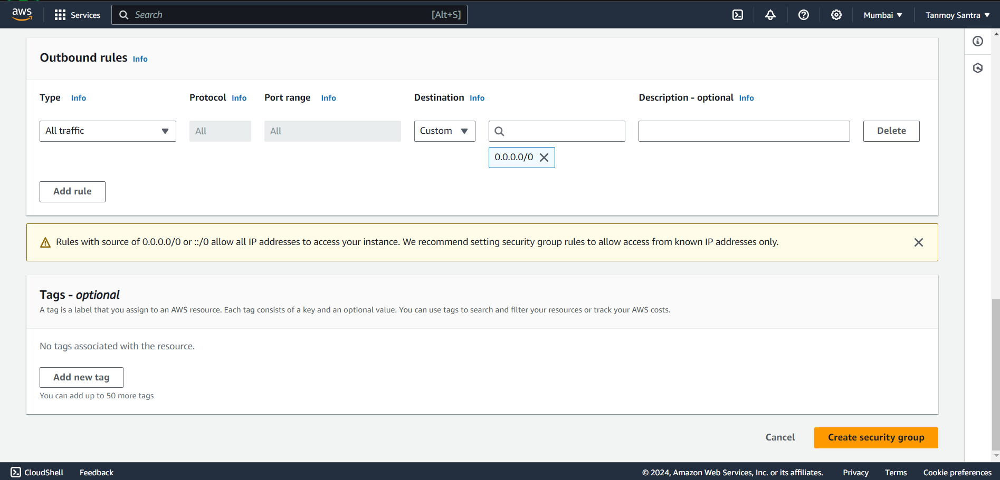 aws Services Search [Alt+S] Mumbai Tanmoy Santra
Outbound rules Info
Type Info Protocol Info Port range Info Destination Info Description - optional Info
All traffic All All Custom Delete
0.0.0.0/0
Add rule
Rules with source of 0.0.0.0/0 or ::/0 allow all IP addresses to access your instance. We recommend setting security group rules to allow access from known IP addresses only.
Tags - optional
A tag is a label that you assign to an AWS resource. Each tag consists of a key and an optional value. You can use tags to search and filter your resources or track your AWS costs.
No tags associated with the resource.
Add new tag
You can add up to 50 more tags
Cancel Create security group
CloudShell Feedback © 2024, Amazon Web Services, Inc. or its affiliates. Privacy Terms Cookie preferences